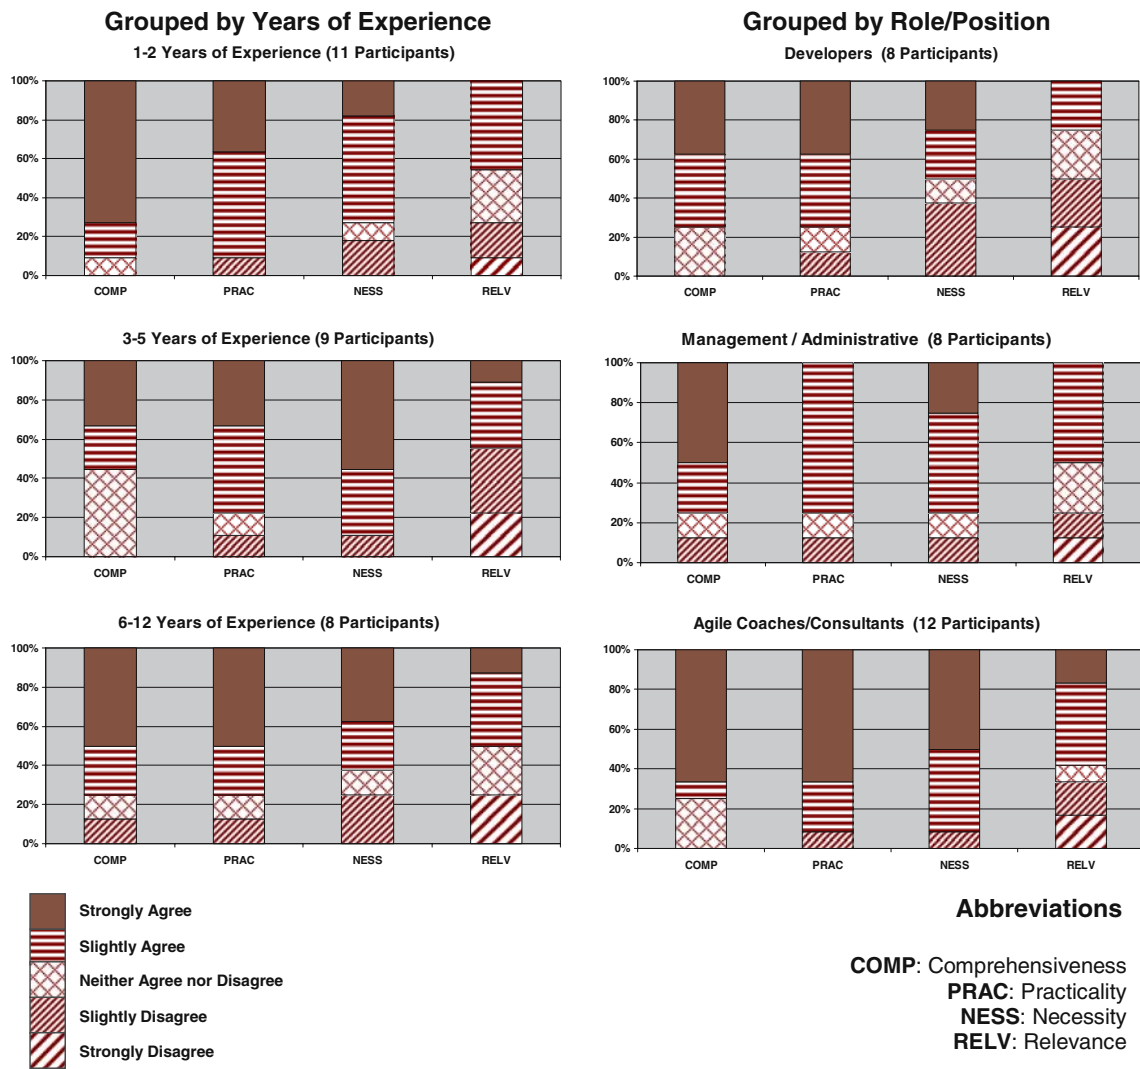 Grouped by Years of Experience
1-2 Years of Experience (11 Participants)
100%
80%
60%
40%
20%
0%
COMP PRAC NESS RELV
3-5 Years of Experience (9 Participants)
100%
80%
60%
40%
20%
0%
COMP PRAC NESS RELV
6-12 Years of Experience (8 Participants)
100%
80%
60%
40%
20%
0%
COMP PRAC NESS RELV
Grouped by Role/Position
Developers (8 Participants)
100%
80%
60%
40%
20%
0%
COMP PRAC NESS RELV
Management / Administrative (8 Participants)
100%
80%
60%
40%
20%
0%
COMP PRAC NESS RELV
Agile Coaches/Consultants (12 Participants)
100%
80%
60%
40%
20%
0%
COMP PRAC NESS RELV
Strongly Agree
Slightly Agree
Neither Agree nor Disagree
Slightly Disagree
Strongly Disagree
Abbreviations
COMP: Comprehensiveness
PRAC: Practicality
NESS: Necessity
RELV: Relevance